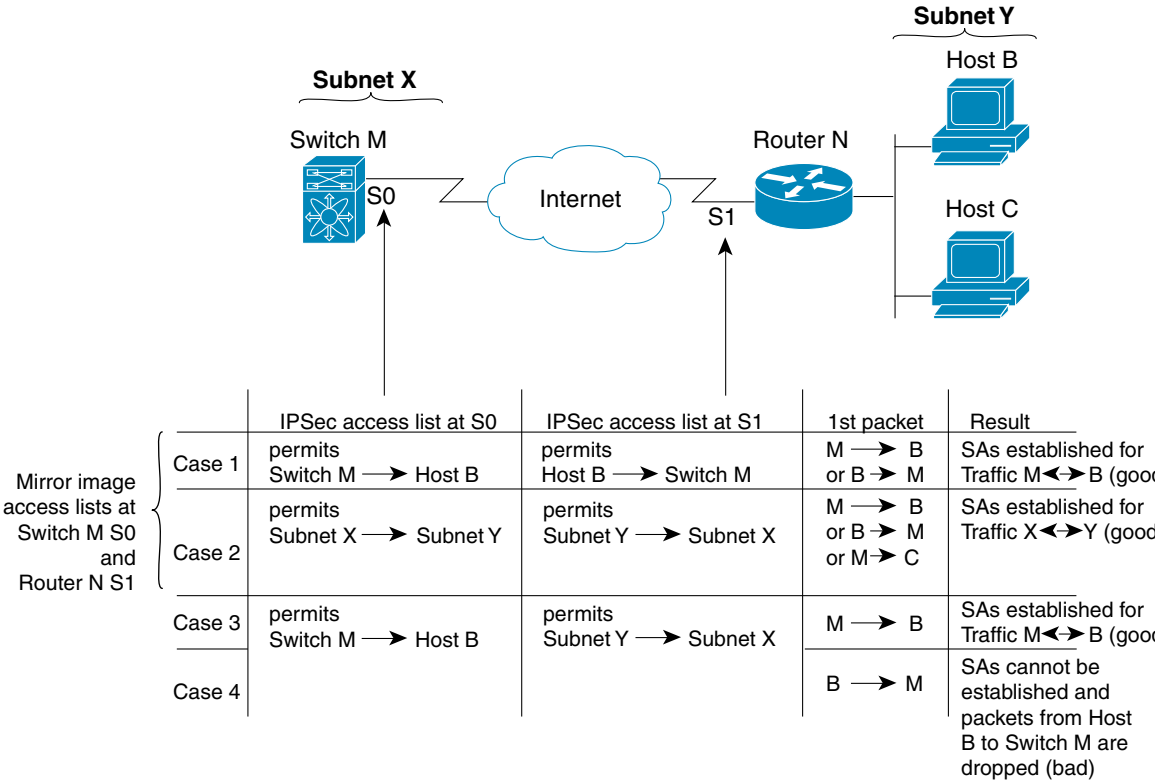 Subnet Y
Host B
Subnet X
Switch M
Router N
S0
Internet
S1
Host C
IPSec access list at S0
IPSec access list at S1
1st packet
Result
Mirror image
access lists at
Switch M S0
and
Router N S1
Case 1
permits
Switch M → Host B
permits
Host B → Switch M
M → B
or B → M
SAs established for
Traffic M ↔ B (good
Case 2
permits
Subnet X → Subnet Y
permits
Subnet Y → Subnet X
M → B
or B → M
or M → C
SAs established for
Traffic X ↔ Y (good
Case 3
permits
Switch M → Host B
permits
Subnet Y → Subnet X
M → B
SAs established for
Traffic M ↔ B (good
Case 4
B → M
SAs cannot be
established and
packets from Host
B to Switch M are
dropped (bad)